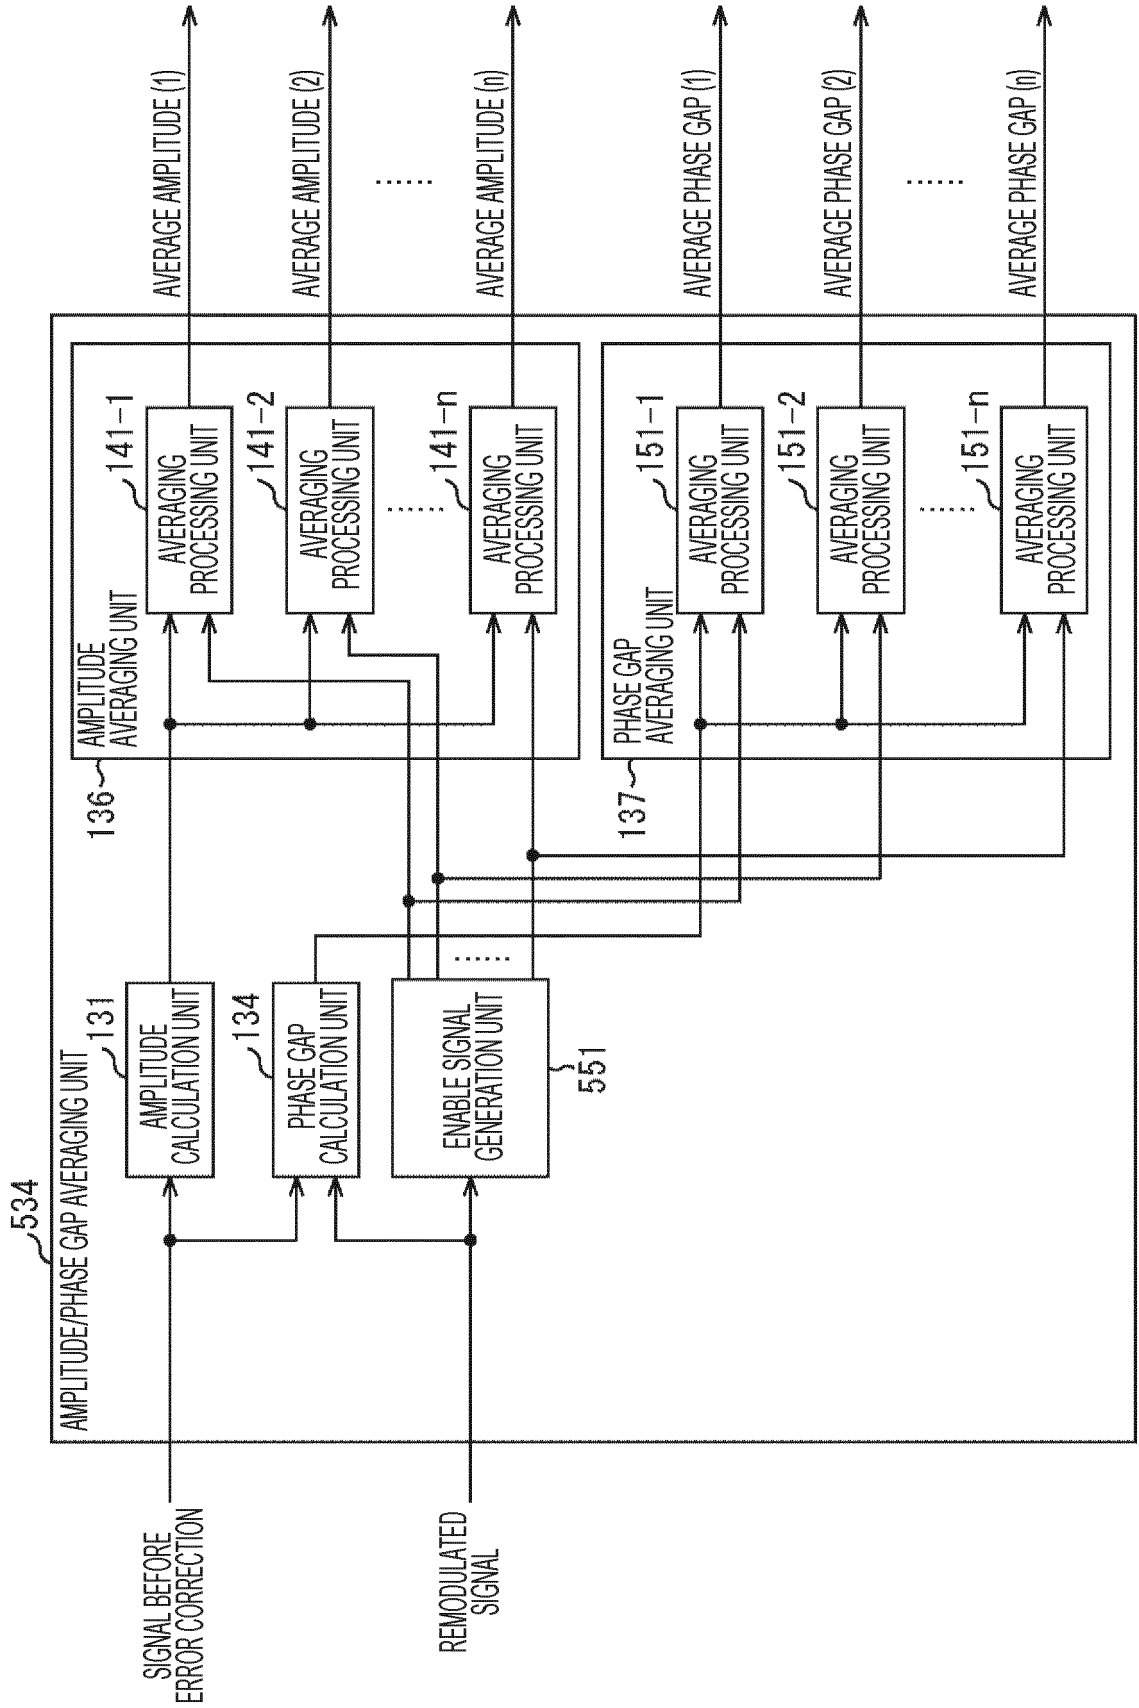 534
AMPLITUDE/PHASE GAP AVERAGING UNIT
SIGNAL BEFORE
ERROR CORRECTION
REMODULATED
SIGNAL
131
AMPLITUDE
CALCULATION UNIT
134
PHASE GAP
CALCULATION UNIT
ENABLE SIGNAL
GENERATION UNIT
551
......
136
AMPLITUDE
AVERAGING UNIT
141-1
AVERAGING
PROCESSING UNIT
141-2
AVERAGING
PROCESSING UNIT
......
141-n
AVERAGING
PROCESSING UNIT
137
PHASE GAP
AVERAGING UNIT
151-1
AVERAGING
PROCESSING UNIT
151-2
AVERAGING
PROCESSING UNIT
......
151-n
AVERAGING
PROCESSING UNIT
AVERAGE AMPLITUDE (1)
AVERAGE AMPLITUDE (2)
......
AVERAGE AMPLITUDE (n)
AVERAGE PHASE GAP (1)
AVERAGE PHASE GAP (2)
......
AVERAGE PHASE GAP (n)